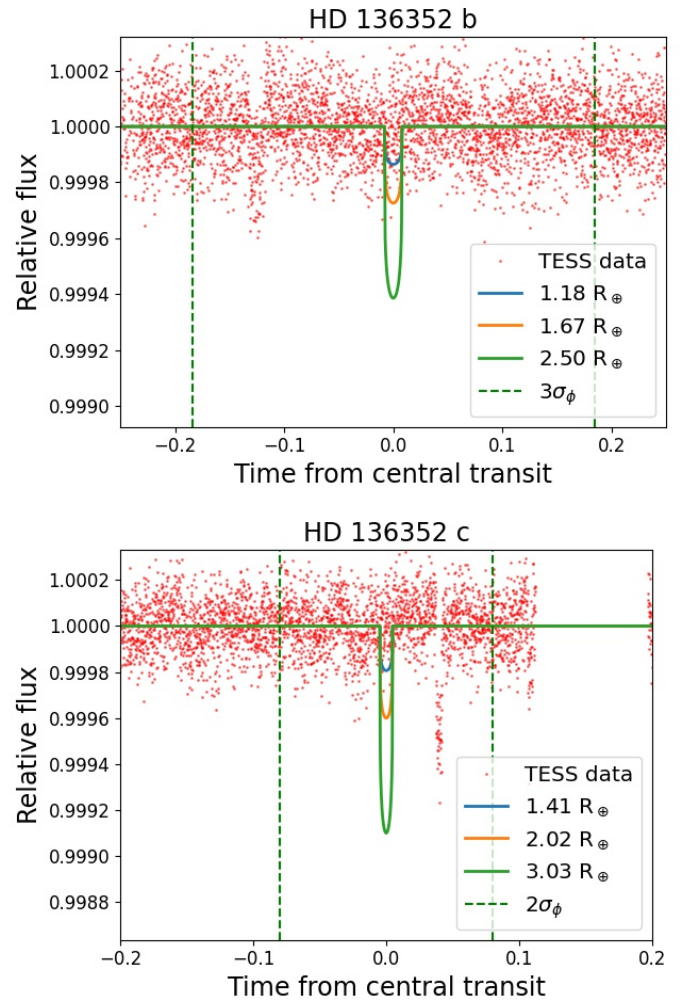 HD 136352 b
1.0002
1.0000
0.9998
0.9996
0.9994
0.9992
0.9990
Relative flux
TESS data
1.18 R⊕
1.67 R⊕
2.50 R⊕
3σϕ
−0.2 −0.1 0.0 0.1 0.2
Time from central transit
HD 136352 c
1.0002
1.0000
0.9998
0.9996
0.9994
0.9992
0.9990
0.9988
Relative flux
TESS data
1.41 R⊕
2.02 R⊕
3.03 R⊕
2σϕ
−0.2 −0.1 0.0 0.1 0.2
Time from central transit